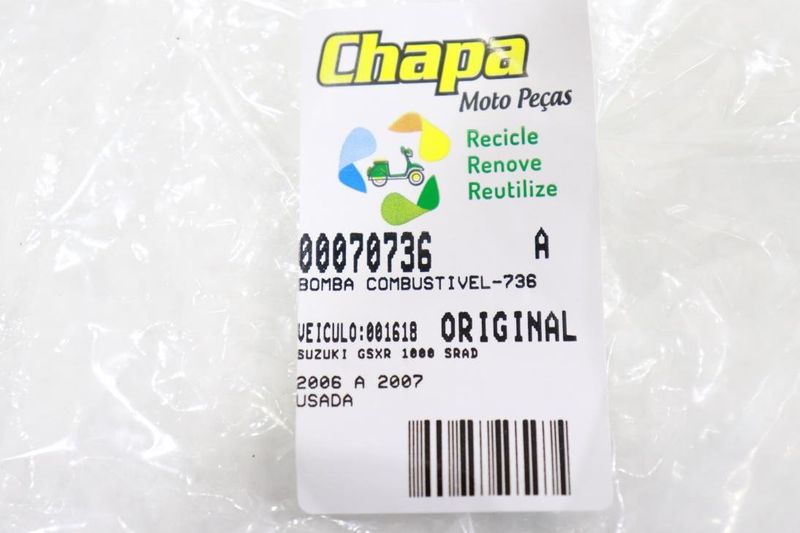 Chapa
Moto Peças
Recicle
Renove
Reutilize
00070736 A
BOMBA COMBUSTIVEL-736
VEICULO:001618 ORIGINAL
SUZUKI GSXR 1000 SRAD
2006 A 2007
USADA